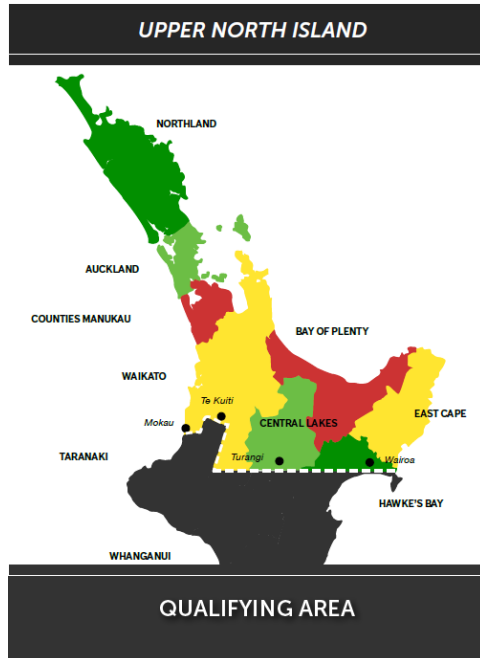 UPPER NORTH ISLAND
NORTHLAND
AUCKLAND
COUNTIES MANUKAU
BAY OF PLENTY
WAIKATO
Te Kuiti
EAST CAPE
Mokau
CENTRAL LAKES
TARANAKI
Turangi
Wairoa
HAWKE'S BAY
WHANGANUI
QUALIFYING AREA